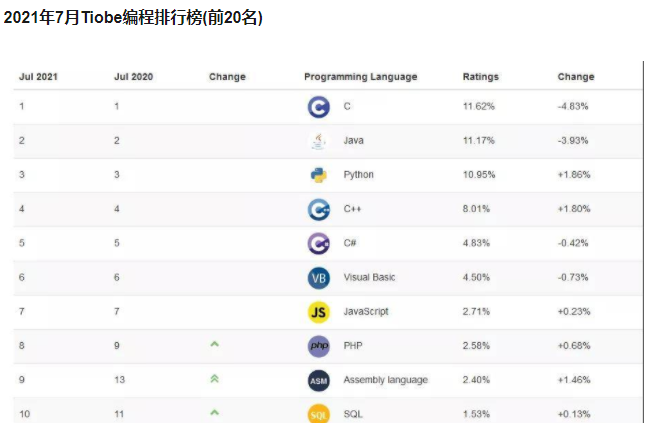 2021年7月Tiobe编程排行榜(前20名)
Jul 2021 Jul 2020 Change Programming Language Ratings Change
1 1 C C 11.62% -4.83%
2 2 Java 11.17% -3.93%
3 3 Python 10.95% +1.86%
4 4 C C++ 8.01% +1.80%
5 5 C C# 4.83% -0.42%
6 6 VB Visual Basic 4.50% -0.73%
7 7 JS JavaScript 2.71% +0.23%
8 9 php PHP 2.58% +0.68%
9 13 ASM Assembly language 2.40% +1.46%
10 11 SQL SQL 1.53% +0.13%